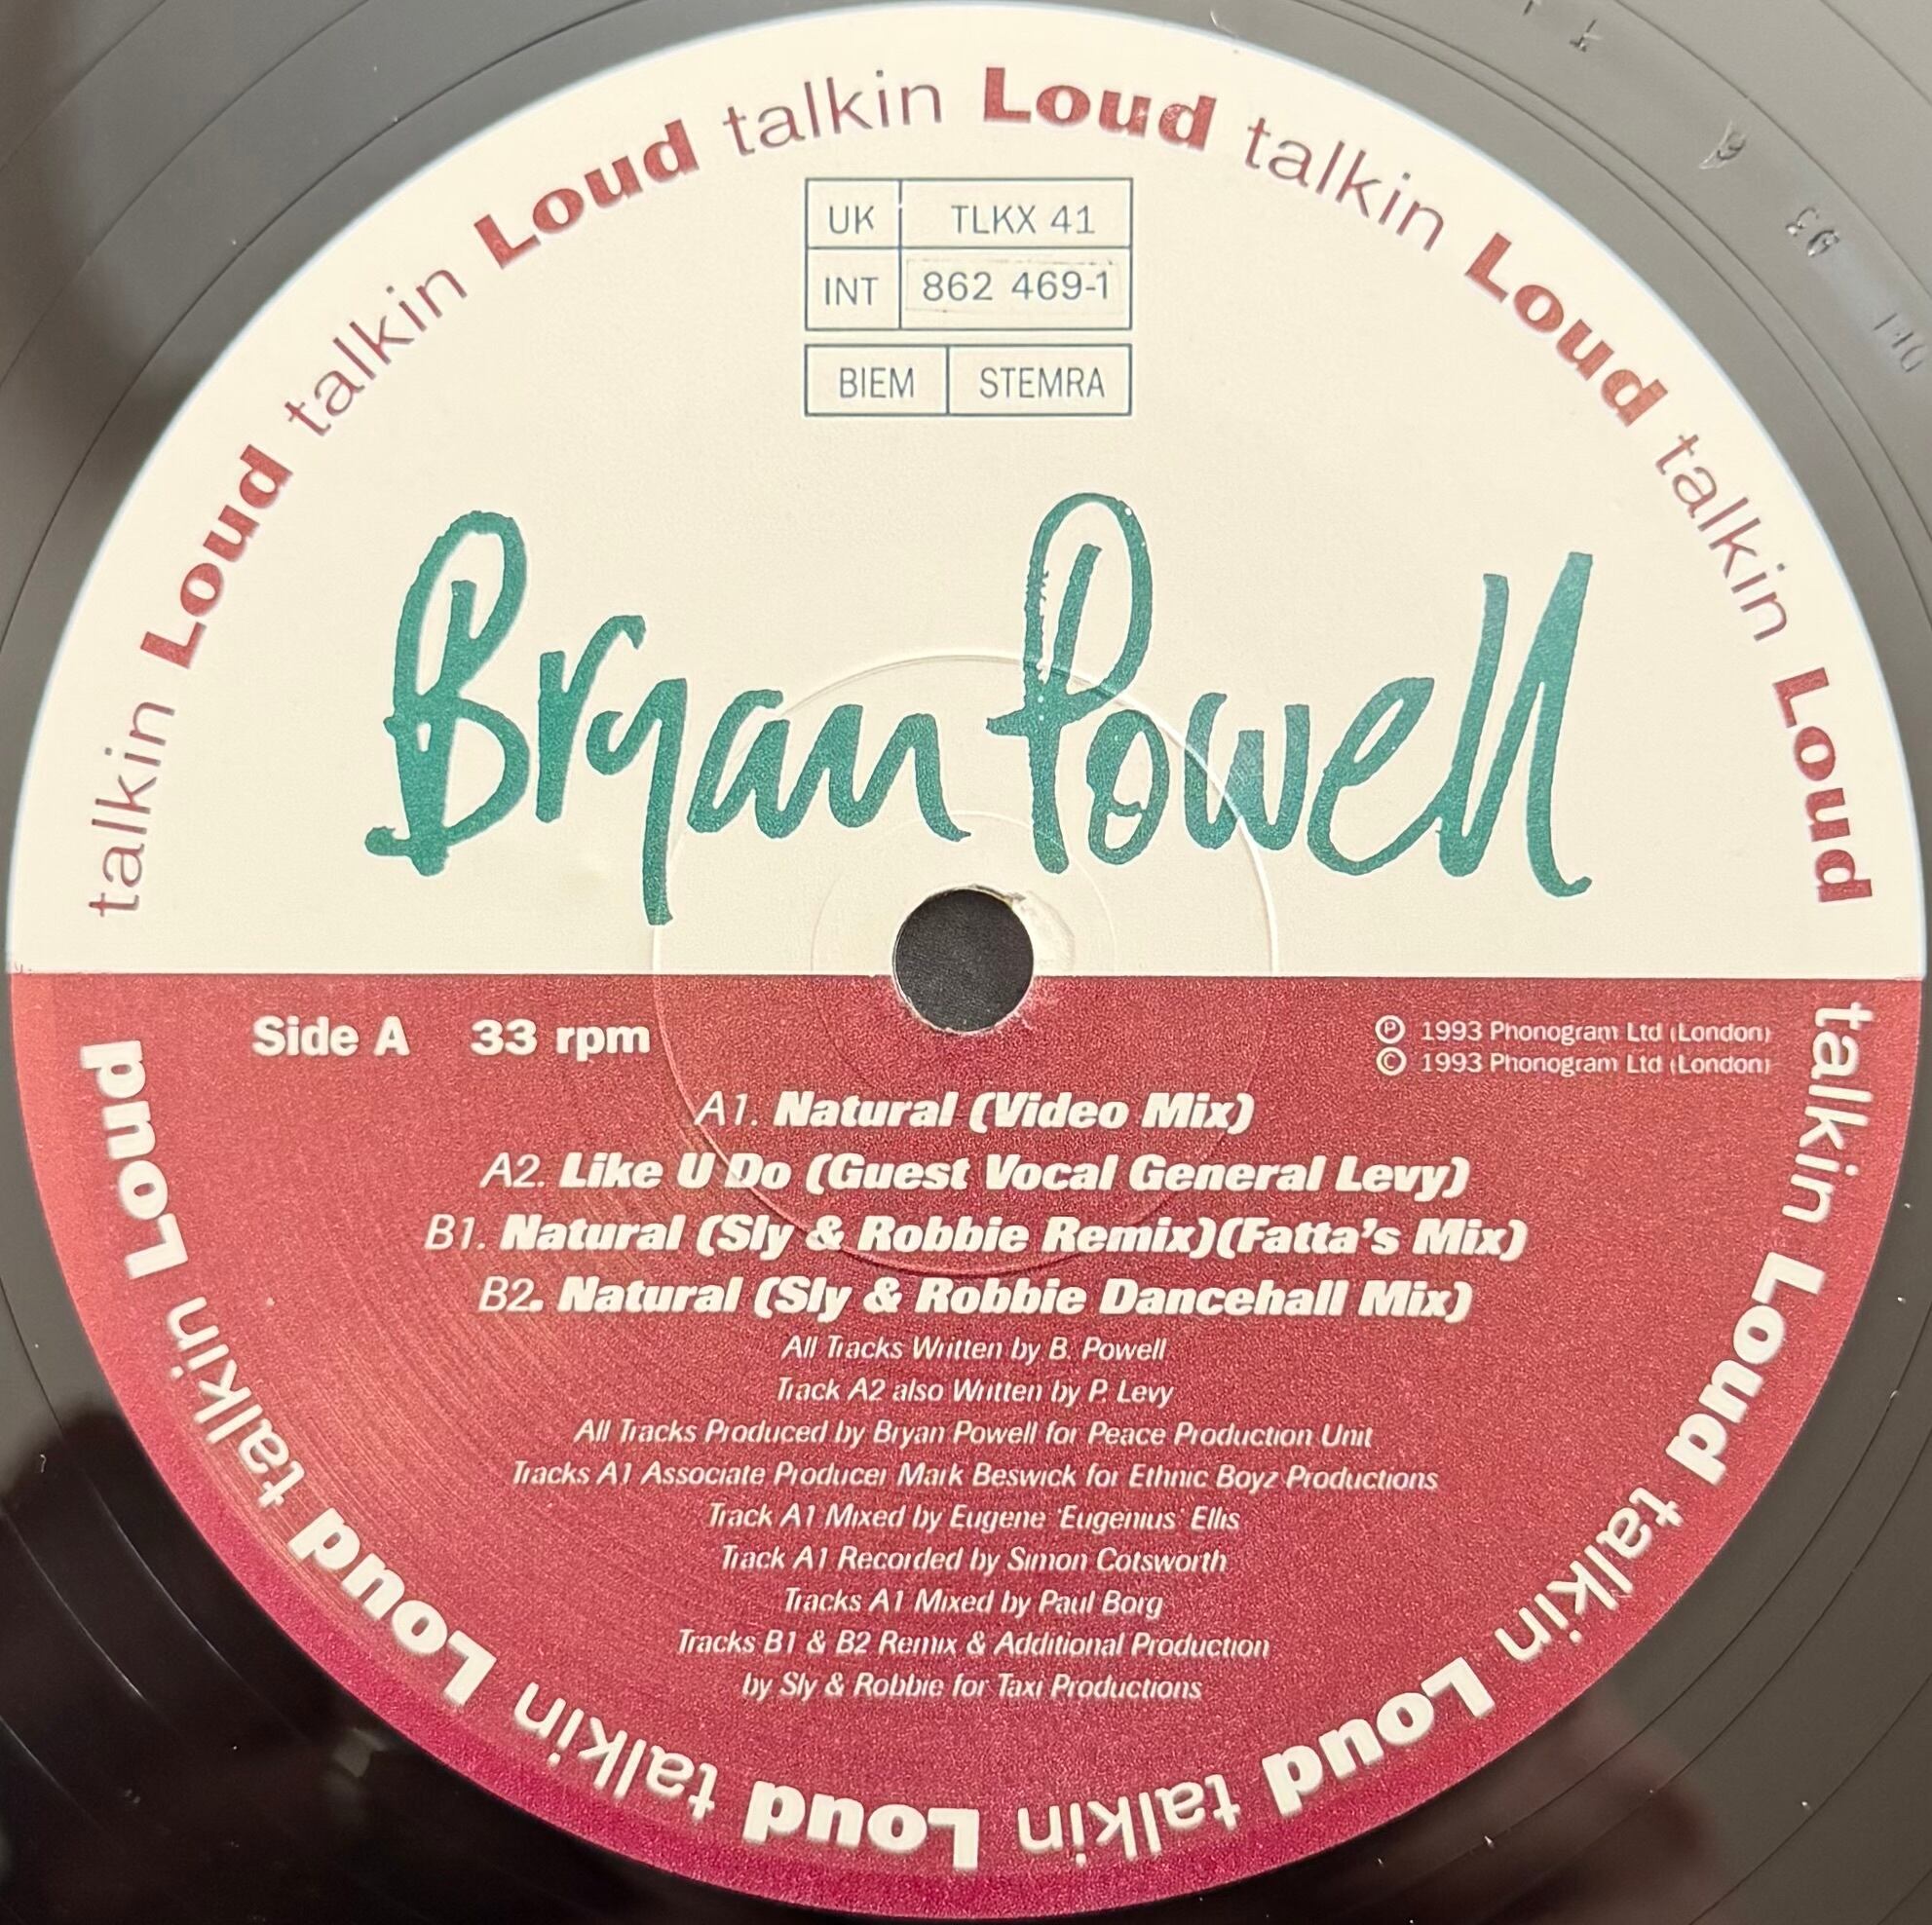 talkin Loud talkin Loud talkin Loud talkin Loud talkin Loud talkin Loud
UK TLKX 41
INT 862 469-1
BIEM STEMRA
Bryan Powell
Side A 33 rpm
℗ 1993 Phonogram Ltd (London)
© 1993 Phonogram Ltd (London)
A1. Natural (Video Mix)
A2. Like U Do (Guest Vocal General Levy)
B1. Natural (Sly & Robbie Remix)(Fatta's Mix)
B2. Natural (Sly & Robbie Dancehall Mix)
All Tracks Written by B. Powell
Track A2 also Written by P. Levy
All Tracks Produced by Bryan Powell for Peace Production Unit
Tracks A1 Associate Producer Mark Beswick for Ethnic Boyz Productions
Track A1 Mixed by Eugene 'Eugenius' Ellis
Track A1 Recorded by Simon Cotsworth
Tracks A1 Mixed by Paul Borg
Tracks B1 & B2 Remix & Additional Production
by Sly & Robbie for Taxi Productions
talkin Loud talkin Loud talkin Loud talkin Loud talkin Loud